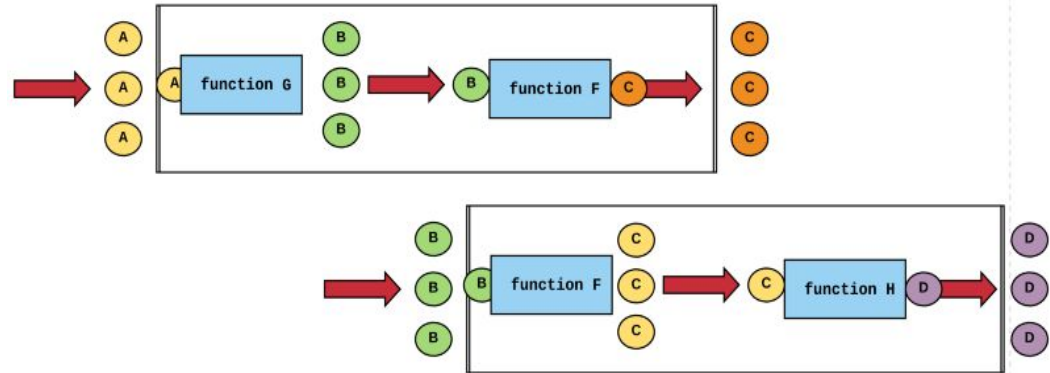 A B C
A A function G B B function F C C
A B C
B C D
B B function F C C function H D D
B C D